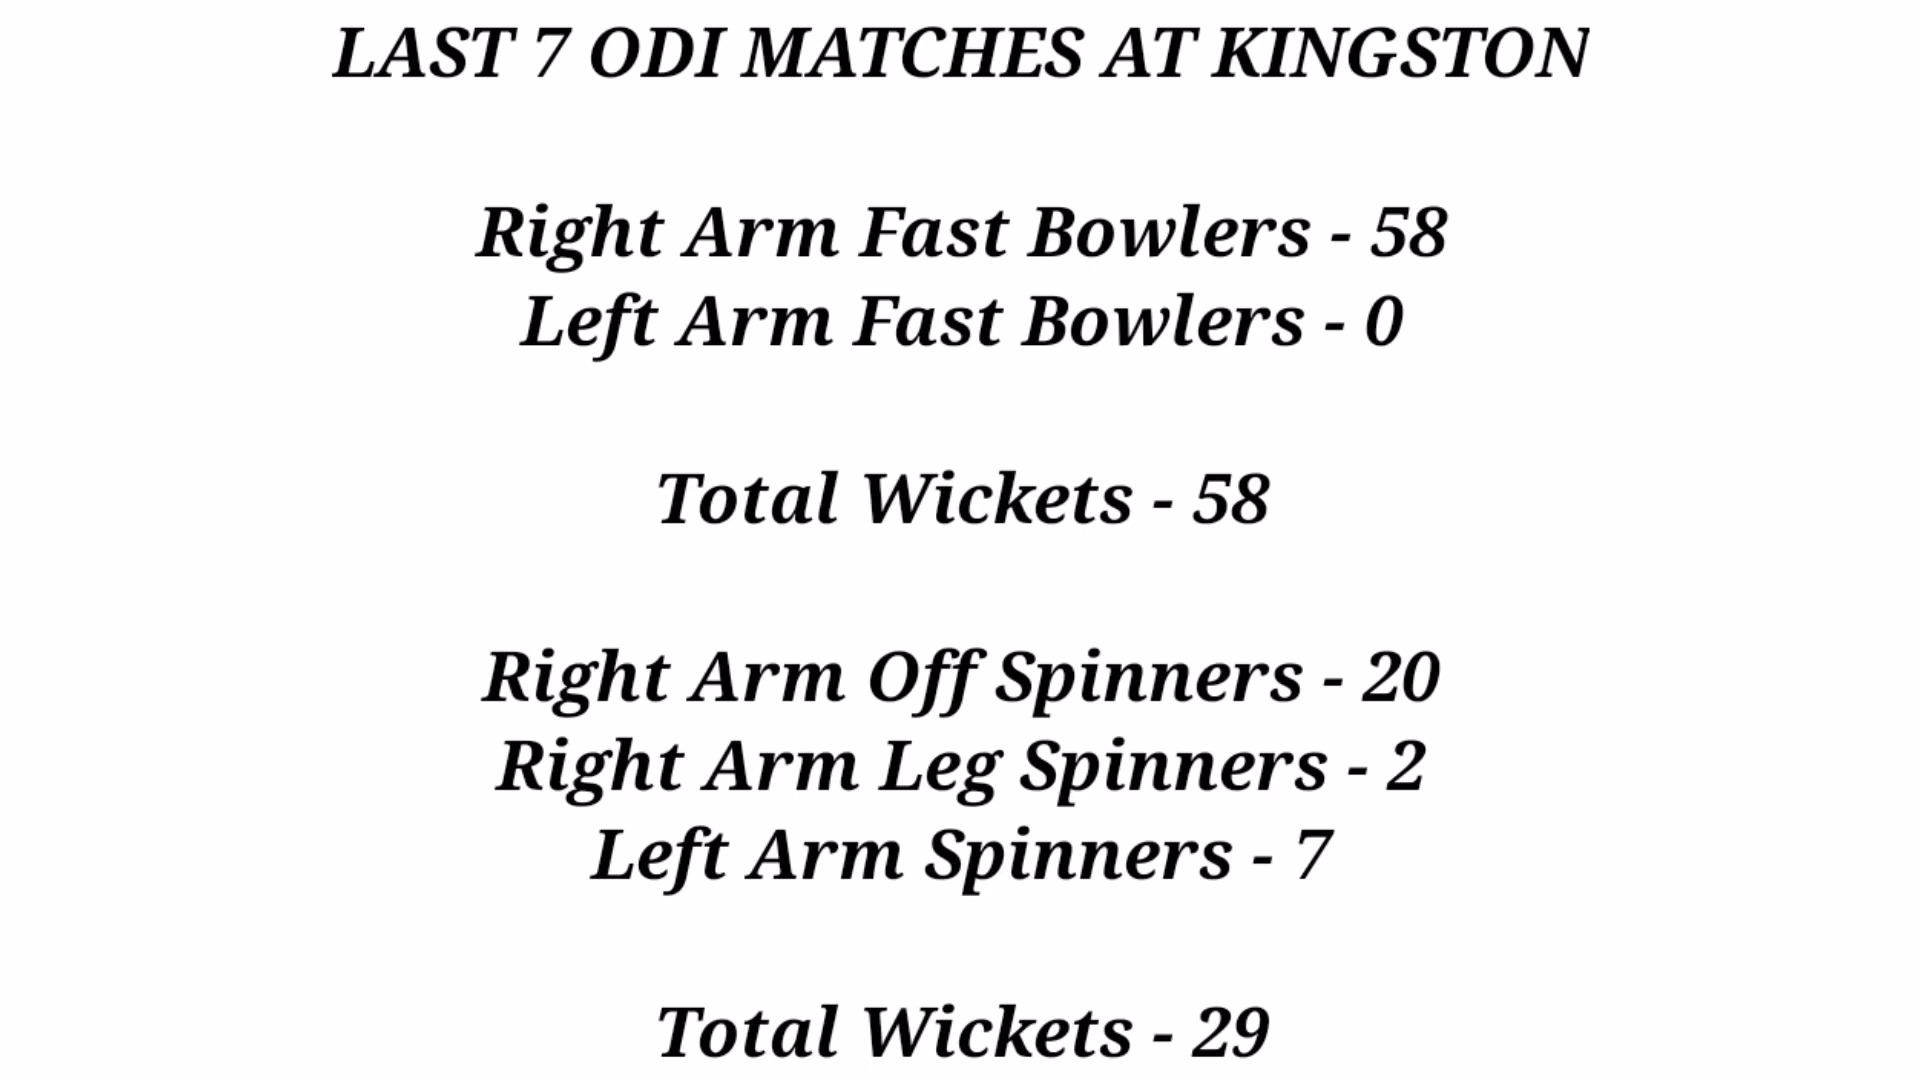 LAST 7 ODI MATCHES AT KINGSTON
Right Arm Fast Bowlers - 58
Left Arm Fast Bowlers - 0
Total Wickets - 58
Right Arm Off Spinners - 20
Right Arm Leg Spinners - 2
Left Arm Spinners - 7
Total Wickets - 29